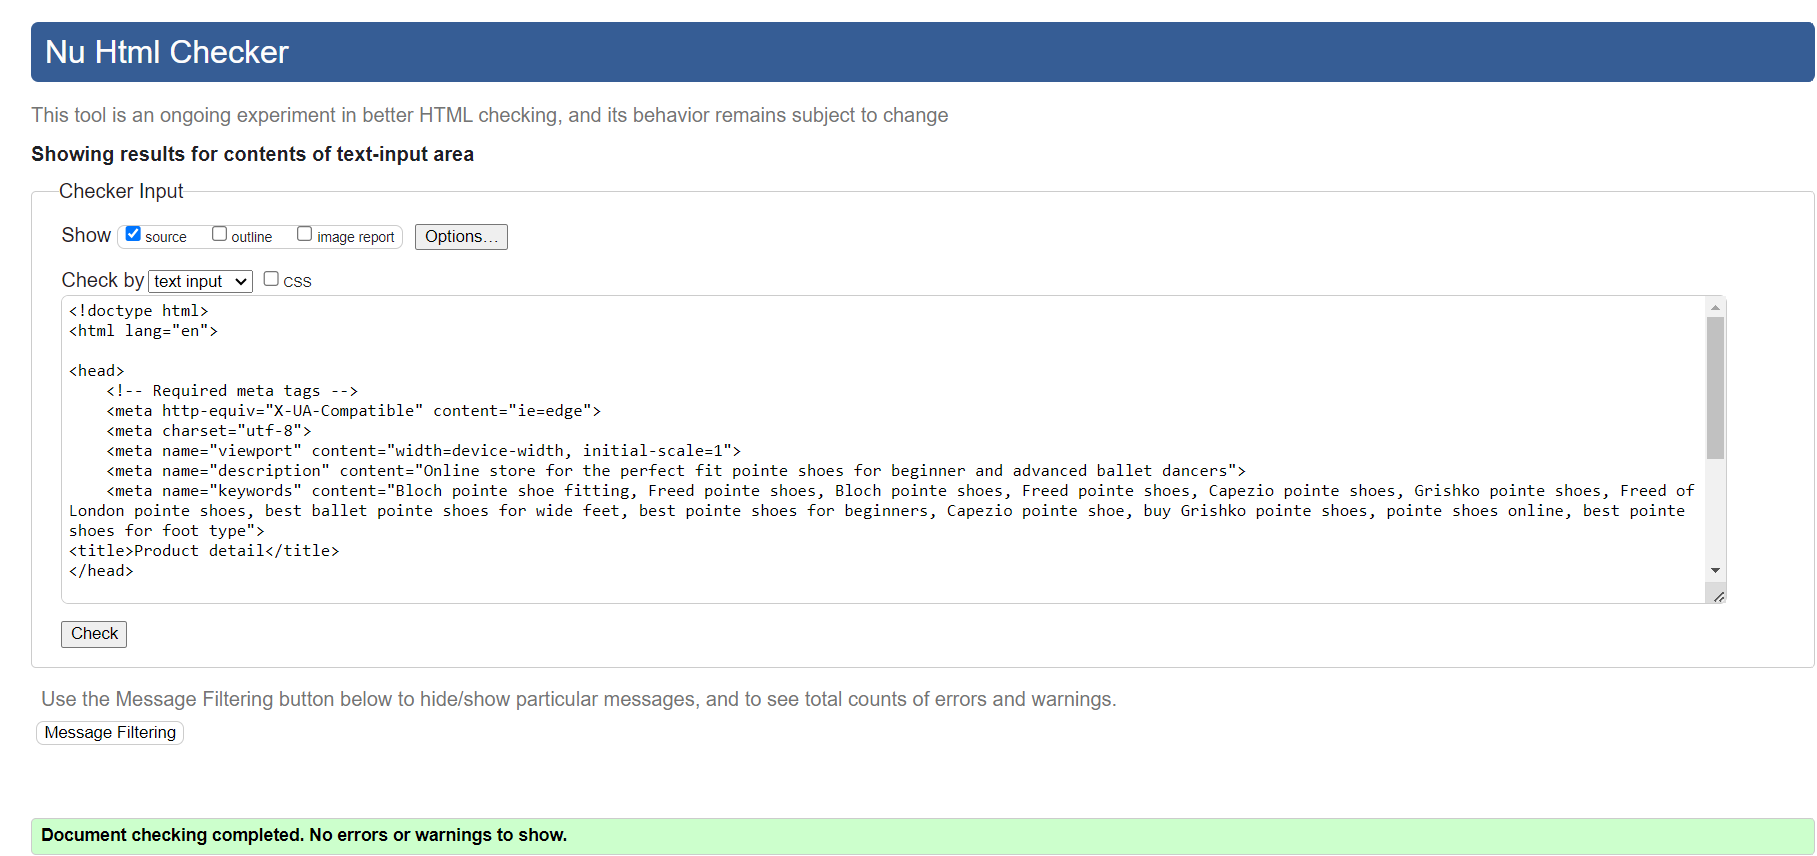 Nu Html Checker
This tool is an ongoing experiment in better HTML checking, and its behavior remains subject to change
Showing results for contents of text-input area
Checker Input
Show source outline image report Options...
Check by text input CSS
<!doctype html>
<html lang="en">
<head>
    <!-- Required meta tags -->
    <meta http-equiv="X-UA-Compatible" content="ie=edge">
    <meta charset="utf-8">
    <meta name="viewport" content="width=device-width, initial-scale=1">
    <meta name="description" content="Online store for the perfect fit pointe shoes for beginner and advanced ballet dancers">
    <meta name="keywords" content="Bloch pointe shoe fitting, Freed pointe shoes, Bloch pointe shoes, Freed pointe shoes, Capezio pointe shoes, Grishko pointe shoes, Freed of
London pointe shoes, best ballet pointe shoes for wide feet, best pointe shoes for beginners, Capezio pointe shoe, buy Grishko pointe shoes, pointe shoes online, best pointe
shoes for foot type">
<title>Product detail</title>
</head>
Check
Use the Message Filtering button below to hide/show particular messages, and to see total counts of errors and warnings.
Message Filtering
Document checking completed. No errors or warnings to show.